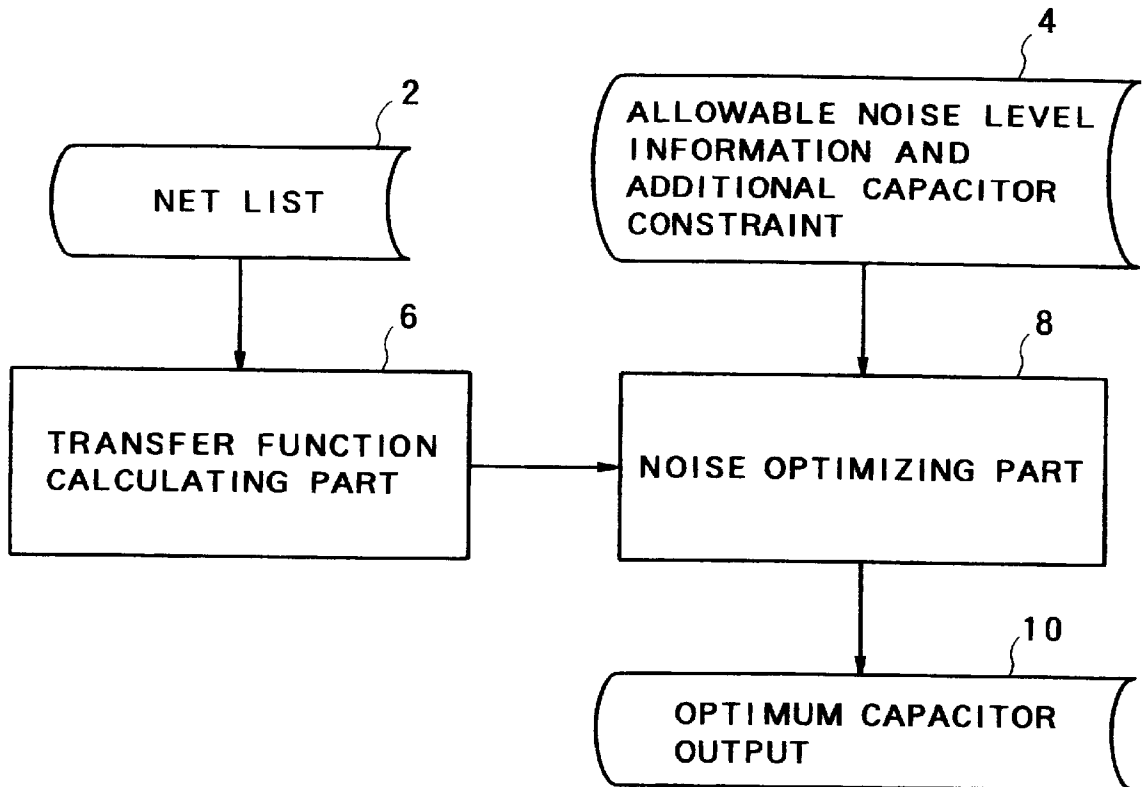 2
NET LIST
4
ALLOWABLE NOISE LEVEL
INFORMATION AND
ADDITIONAL CAPACITOR
CONSTRAINT
6
TRANSFER FUNCTION
CALCULATING PART
8
NOISE OPTIMIZING PART
10
OPTIMUM CAPACITOR
OUTPUT